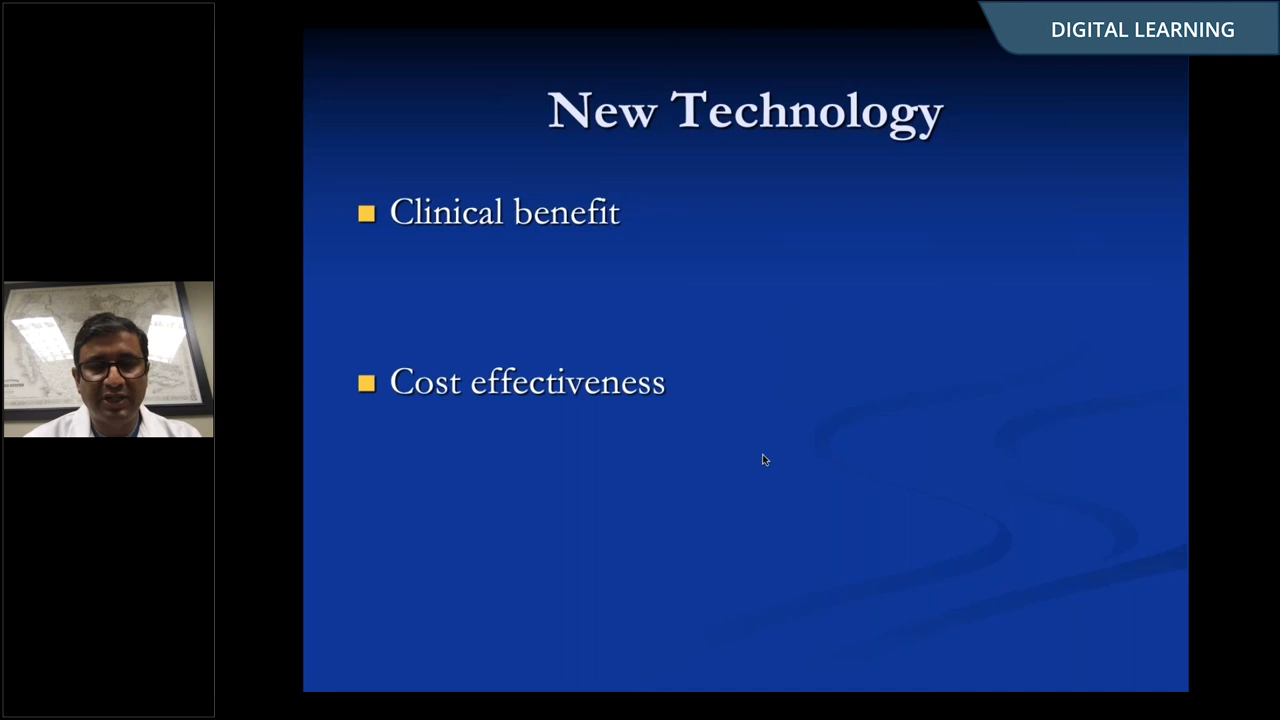 DIGITAL LEARNING
New Technology
Clinical benefit
Cost effectiveness